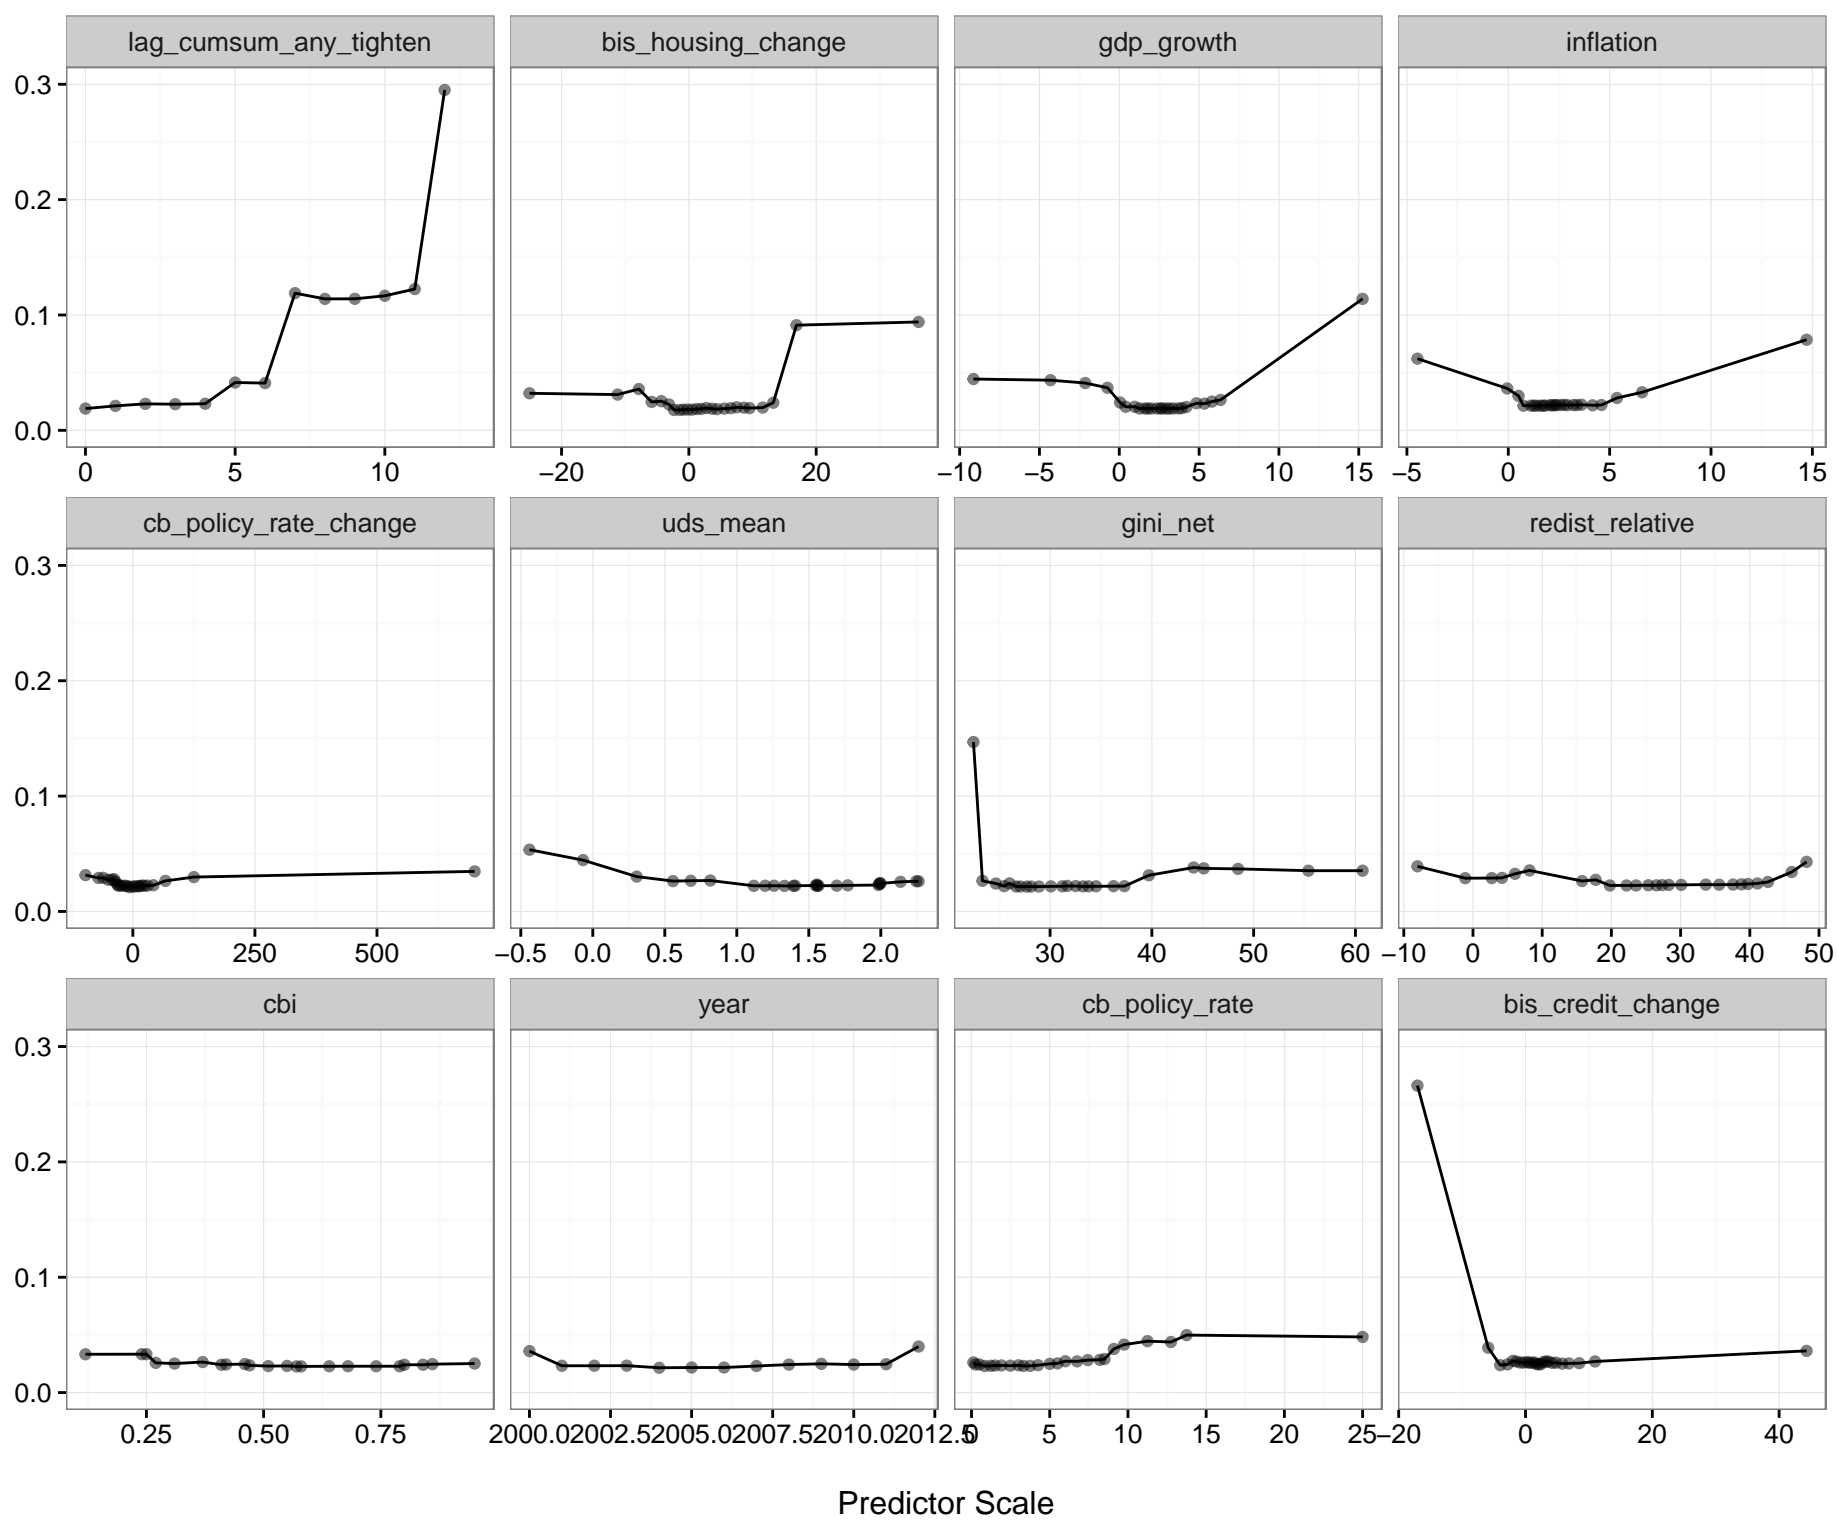 lag_cumsum_any_tighten bis_housing_change gdp_growth inflation
0.3
0.2
0.1
0.0
0 5 10 −20 0 20 −10 −5 0 5 10 15 −5 0 5 10 15
cb_policy_rate_change uds_mean gini_net redist_relative
0.3
0.2
0.1
0.0
0 250 500 −0.5 0.0 0.5 1.0 1.5 2.0 30 40 50 60 −10 0 10 20 30 40 50
cbi year cb_policy_rate bis_credit_change
0.3
0.2
0.1
0.0
0.25 0.50 0.75 2000.0 2002.5 2005.0 2007.5 2010.0 2012.5 0 5 10 15 20 25 −20 0 20 40
Predictor Scale